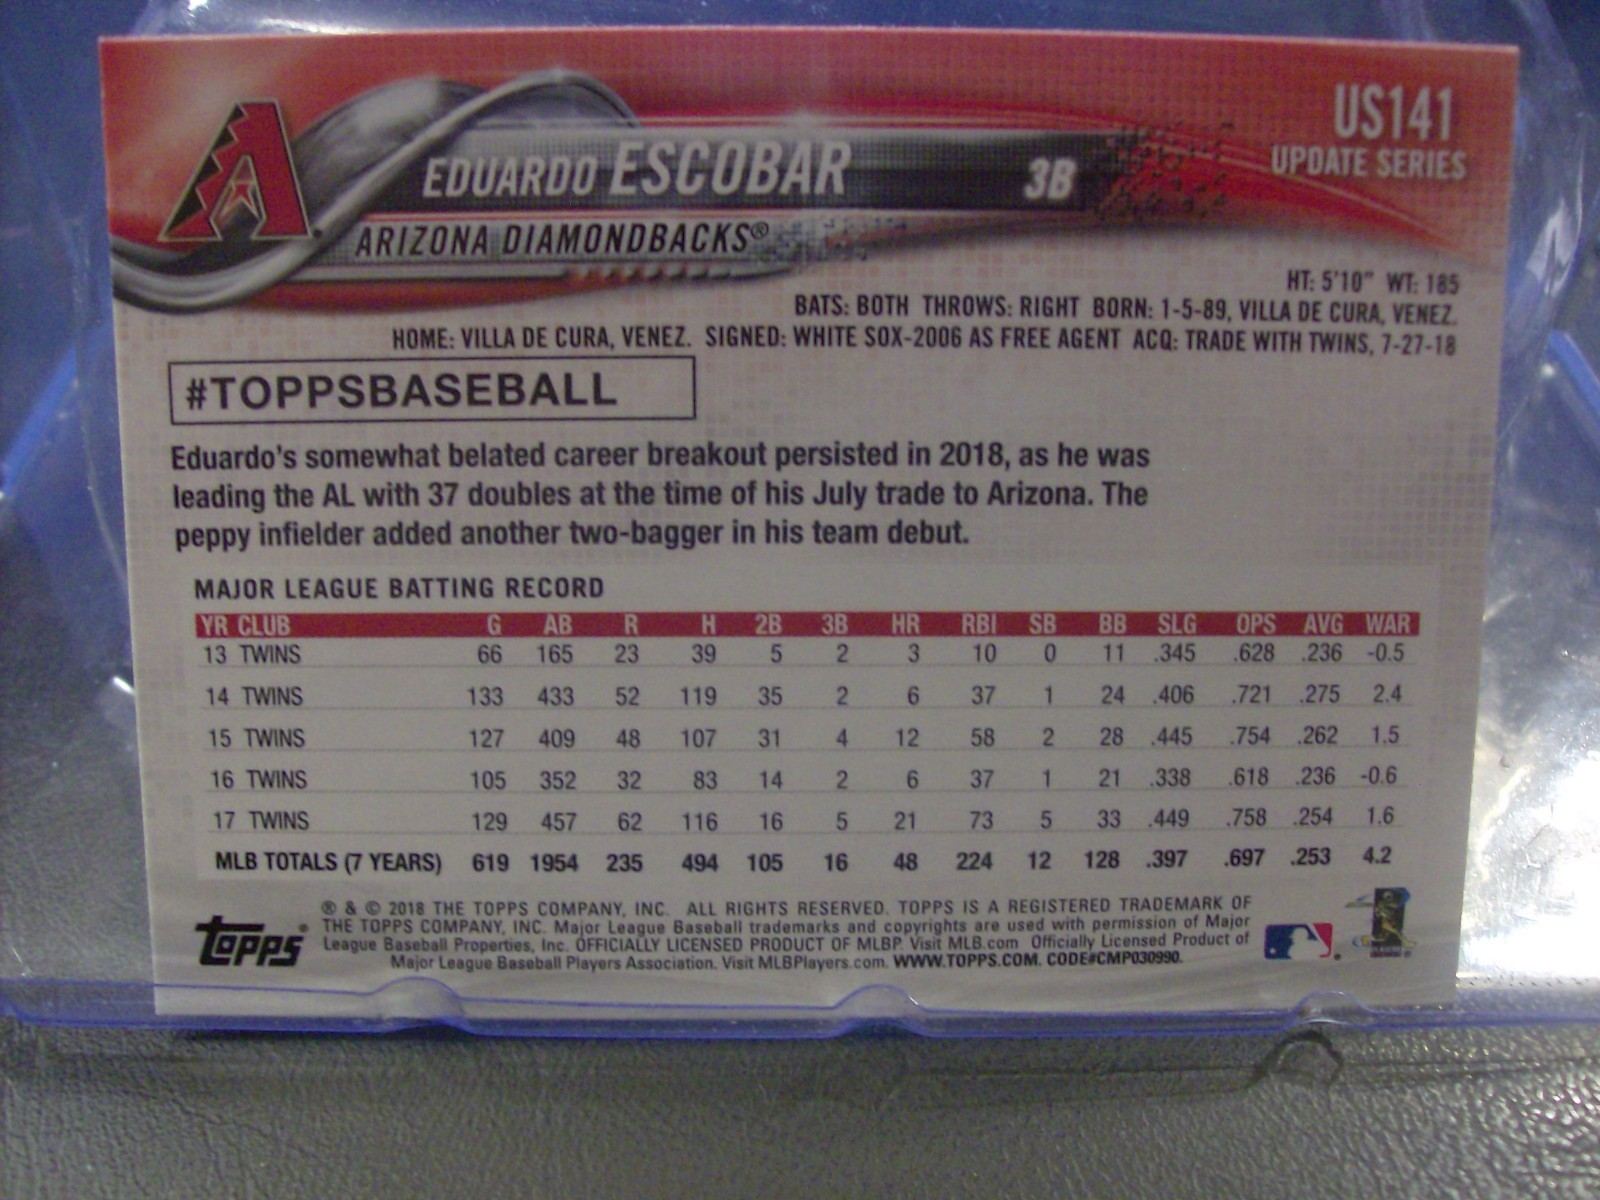 US141
UPDATE SERIES
EDUARDO ESCOBAR 3B
ARIZONA DIAMONDBACKS®
HT: 5'10" WT: 185
BATS: BOTH THROWS: RIGHT BORN: 1-5-89, VILLA DE CURA, VENEZ.
HOME: VILLA DE CURA, VENEZ. SIGNED: WHITE SOX-2006 AS FREE AGENT ACQ: TRADE WITH TWINS, 7-27-18
#TOPPSBASEBALL
Eduardo's somewhat belated career breakout persisted in 2018, as he was
leading the AL with 37 doubles at the time of his July trade to Arizona. The
peppy infielder added another two-bagger in his team debut.
MAJOR LEAGUE BATTING RECORD
YR CLUB G AB R H 2B 3B HR RBI SB BB SLG OPS AVG WAR
13 TWINS 66 165 23 39 5 2 3 10 0 11 .345 .628 .236 -0.5
14 TWINS 133 433 52 119 35 2 6 37 1 24 .406 .721 .275 2.4
15 TWINS 127 409 48 107 31 4 12 58 2 28 .445 .754 .262 1.5
16 TWINS 105 352 32 83 14 2 6 37 1 21 .338 .618 .236 -0.6
17 TWINS 129 457 62 116 16 5 21 73 5 33 .449 .758 .254 1.6
MLB TOTALS (7 YEARS) 619 1954 235 494 105 16 48 224 12 128 .397 .697 .253 4.2
topps®
® & © 2018 THE TOPPS COMPANY, INC. ALL RIGHTS RESERVED. TOPPS IS A REGISTERED TRADEMARK OF
THE TOPPS COMPANY, INC. Major League Baseball trademarks and copyrights are used with permission of Major
League Baseball Properties, Inc. OFFICIALLY LICENSED PRODUCT OF MLBP. Visit MLB.com Officially Licensed Product of
Major League Baseball Players Association. Visit MLBPlayers.com. WWW.TOPPS.COM. CODE#CMP030990.